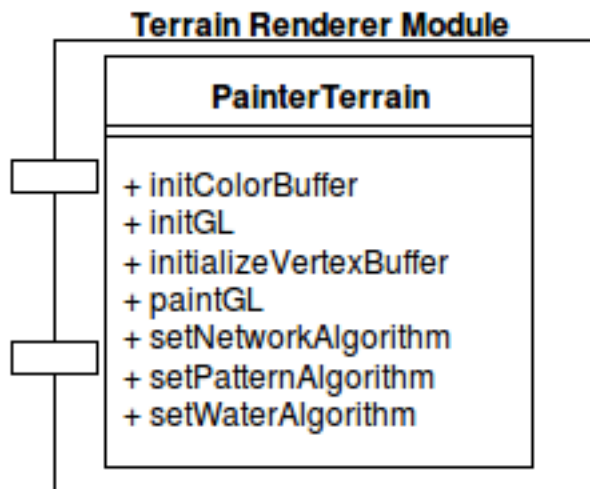 Terrain Renderer Module
PainterTerrain
+ initColorBuffer
+ initGL
+ initializeVertexBuffer
+ paintGL
+ setNetworkAlgorithm
+ setPatternAlgorithm
+ setWaterAlgorithm